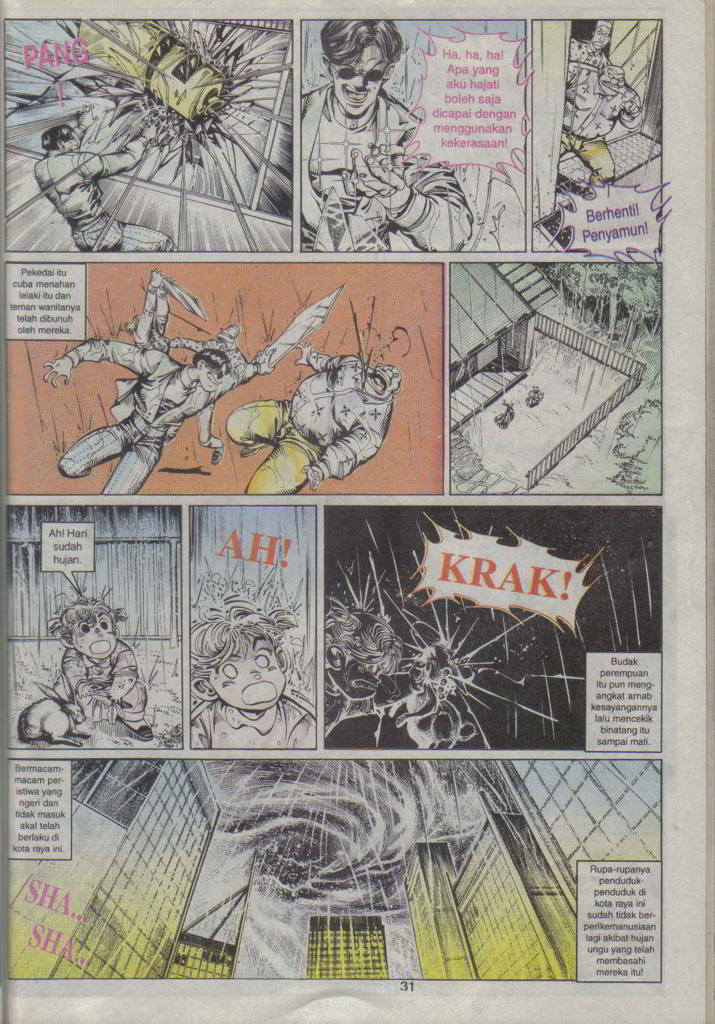 PANG
!
Ha, ha, ha!
Apa yang
aku hajati
boleh saja
dicapai dengan
menggunakan
kekerasaan!
Berhenti!
Penyamun!
Pekedai itu
cuba menahan
lelaki itu dan
teman wanitanya
telah dibunuh
oleh mereka.
Ah! Hari
sudah
hujan.
AH!
KRAK!
Budak
perempuan
itu pun meng-
angkat arnab
kesayangannya
lalu mencekik
binatang itu
sampai mati.
Bermacam-
macam per-
istiwa yang
ngeri dan
tidak masuk
akal telah
berlaku di
kota raya ini.
SHA...
SHA...
Rupa-rupanya
penduduk-
penduduk di
kota raya ini
sudah tidak ber-
perikemanusiaan
lagi akibat hujan
ungu yang telah
membasahi
mereka itu!
31